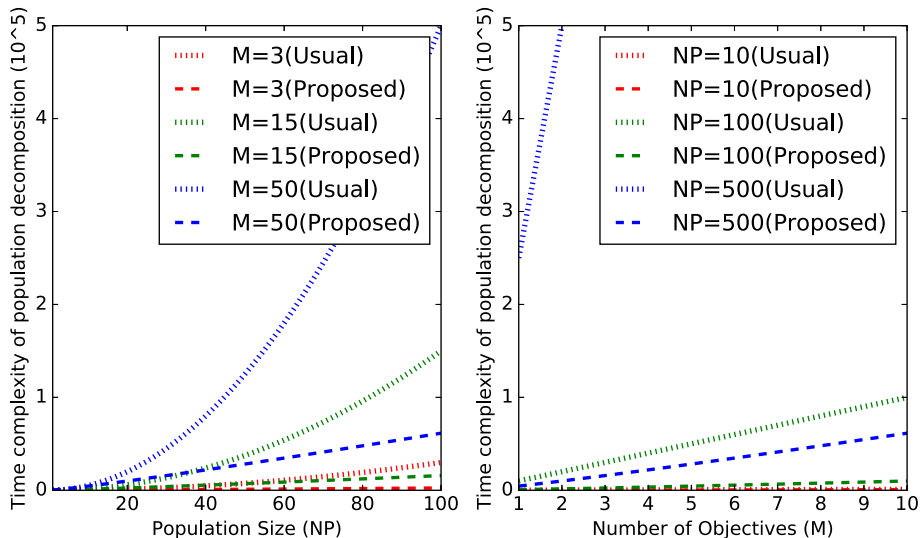 Time complexity of population decomposition (10^5)
5
4
3
2
1
0
20
40
60
80
100
Population Size (NP)
M=3(Usual)
M=3(Proposed)
M=15(Usual)
M=15(Proposed)
M=50(Usual)
M=50(Proposed)
Time complexity of population decomposition (10^5)
5
4
3
2
1
0
1
2
3
4
5
6
7
8
9
10
Number of Objectives (M)
NP=10(Usual)
NP=10(Proposed)
NP=100(Usual)
NP=100(Proposed)
NP=500(Usual)
NP=500(Proposed)